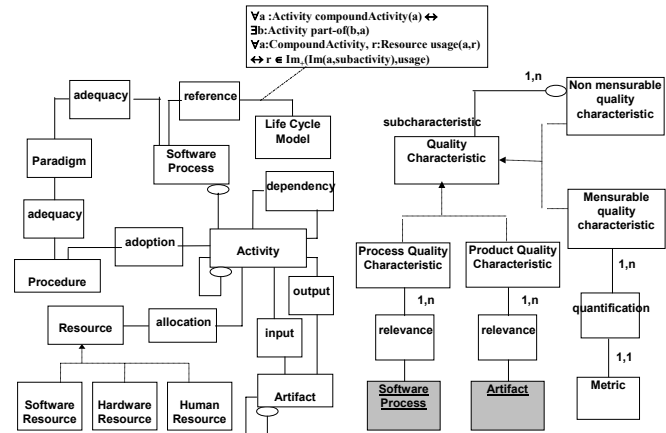 ∀a :Activity compoundActivity(a) ↔
∃b:Activity part-of(b,a)
∀a:CompoundActivity, r:Resource usage(a,r)
↔ r ∈ Im_(Im(a,subactivity),usage)
adequacy
reference
Life Cycle
Model
Paradigm
Software
Process
dependency
adequacy
adoption
Activity
Procedure
output
Resource
allocation
input
Artifact
Software
Resource
Hardware
Resource
Human
Resource
1,n
Non mensurable
quality
characteristic
subcharacteristic
Quality
Characteristic
Mensurable
quality
characteristic
Process Quality
Characteristic
Product Quality
Characteristic
1,n
1,n
1,n
quantification
relevance
relevance
1,1
Software
Process
Artifact
Metric